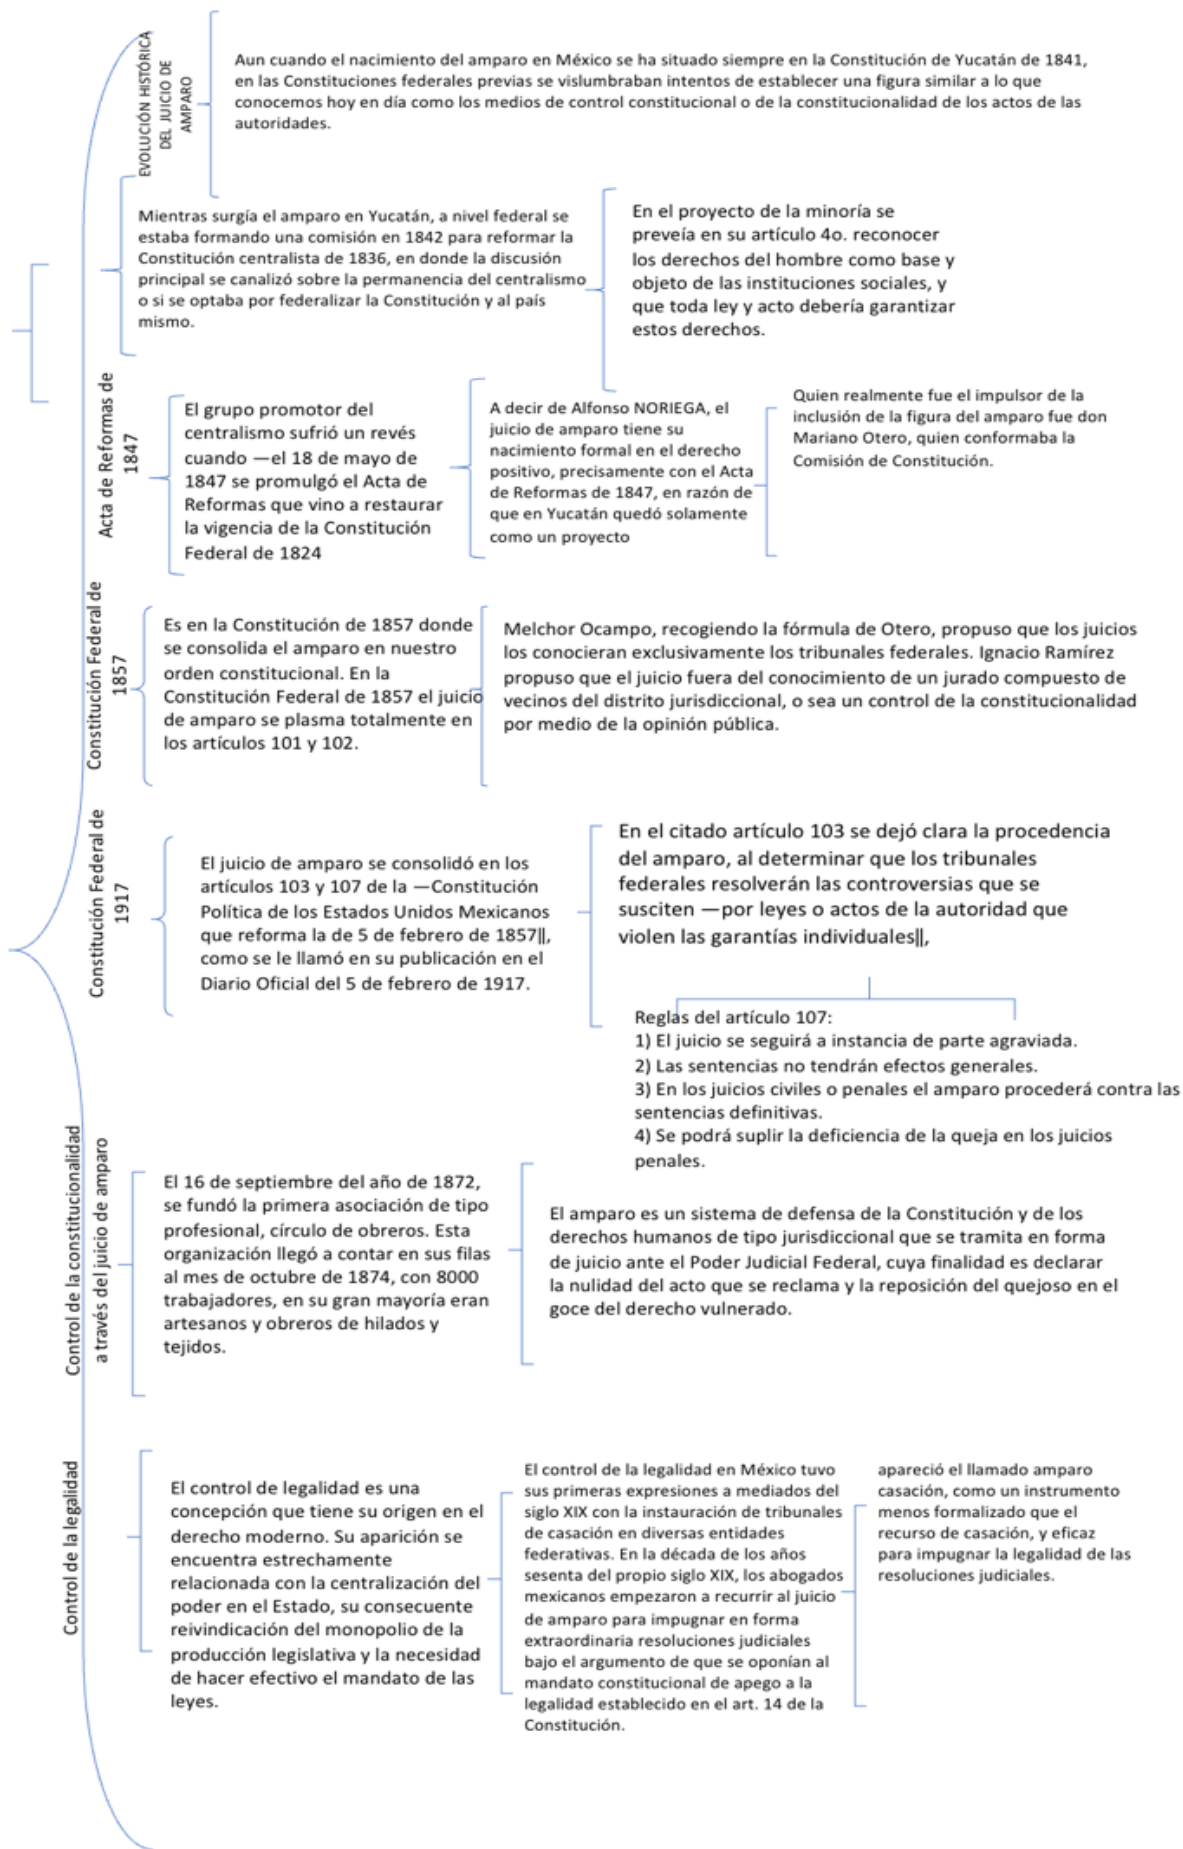 EVOLUCIÓN HISTÓRICA
DEL JUICIO DE
AMPARO
Aun cuando el nacimiento del amparo en México se ha situado siempre en la Constitución de Yucatán de 1841,
en las Constituciones federales previas se vislumbraban intentos de establecer una figura similar a lo que
conocemos hoy en día como los medios de control constitucional o de la constitucionalidad de los actos de las
autoridades.
Mientras surgía el amparo en Yucatán, a nivel federal se
estaba formando una comisión en 1842 para reformar la
Constitución centralista de 1836, en donde la discusión
principal se canalizó sobre la permanencia del centralismo
o si se optaba por federalizar la Constitución y al país
mismo.
En el proyecto de la minoría se
preveía en su artículo 4o. reconocer
los derechos del hombre como base y
objeto de las instituciones sociales, y
que toda ley y acto debería garantizar
estos derechos.
Acta de Reformas de
1847
El grupo promotor del
centralismo sufrió un revés
cuando —el 18 de mayo de
1847 se promulgó el Acta de
Reformas que vino a restaurar
la vigencia de la Constitución
Federal de 1824
A decir de Alfonso NORIEGA, el
juicio de amparo tiene su
nacimiento formal en el derecho
positivo, precisamente con el Acta
de Reformas de 1847, en razón de
que en Yucatán quedó solamente
como un proyecto
Quien realmente fue el impulsor de la
inclusión de la figura del amparo fue don
Mariano Otero, quien conformaba la
Comisión de Constitución.
Constitución Federal de
1857
Es en la Constitución de 1857 donde
se consolida el amparo en nuestro
orden constitucional. En la
Constitución Federal de 1857 el juicio
de amparo se plasma totalmente en
los artículos 101 y 102.
Melchor Ocampo, recogiendo la fórmula de Otero, propuso que los juicios
los conocieran exclusivamente los tribunales federales. Ignacio Ramírez
propuso que el juicio fuera del conocimiento de un jurado compuesto de
vecinos del distrito jurisdiccional, o sea un control de la constitucionalidad
por medio de la opinión pública.
Constitución Federal de
1917
El juicio de amparo se consolidó en los
artículos 103 y 107 de la —Constitución
Política de los Estados Unidos Mexicanos
que reforma la de 5 de febrero de 1857‖,
como se le llamó en su publicación en el
Diario Oficial del 5 de febrero de 1917.
En el citado artículo 103 se dejó clara la procedencia
del amparo, al determinar que los tribunales
federales resolverán las controversias que se
susciten —por leyes o actos de la autoridad que
violen las garantías individuales‖,
Reglas del artículo 107:
1) El juicio se seguirá a instancia de parte agraviada.
2) Las sentencias no tendrán efectos generales.
3) En los juicios civiles o penales el amparo procederá contra las
sentencias definitivas.
4) Se podrá suplir la deficiencia de la queja en los juicios
penales.
Control de la constitucionalidad
a través del juicio de amparo
El 16 de septiembre del año de 1872,
se fundó la primera asociación de tipo
profesional, círculo de obreros. Esta
organización llegó a contar en sus filas
al mes de octubre de 1874, con 8000
trabajadores, en su gran mayoría eran
artesanos y obreros de hilados y
tejidos.
El amparo es un sistema de defensa de la Constitución y de los
derechos humanos de tipo jurisdiccional que se tramita en forma
de juicio ante el Poder Judicial Federal, cuya finalidad es declarar
la nulidad del acto que se reclama y la reposición del quejoso en el
goce del derecho vulnerado.
Control de la legalidad
El control de legalidad es una
concepción que tiene su origen en el
derecho moderno. Su aparición se
encuentra estrechamente
relacionada con la centralización del
poder en el Estado, su consecuente
reivindicación del monopolio de la
producción legislativa y la necesidad
de hacer efectivo el mandato de las
leyes.
El control de la legalidad en México tuvo
sus primeras expresiones a mediados del
siglo XIX con la instauración de tribunales
de casación en diversas entidades
federativas. En la década de los años
sesenta del propio siglo XIX, los abogados
mexicanos empezaron a recurrir al juicio
de amparo para impugnar en forma
extraordinaria resoluciones judiciales
bajo el argumento de que se oponían al
mandato constitucional de apego a la
legalidad establecido en el art. 14 de la
Constitución.
apareció el llamado amparo
casación, como un instrumento
menos formalizado que el
recurso de casación, y eficaz
para impugnar la legalidad de las
resoluciones judiciales.